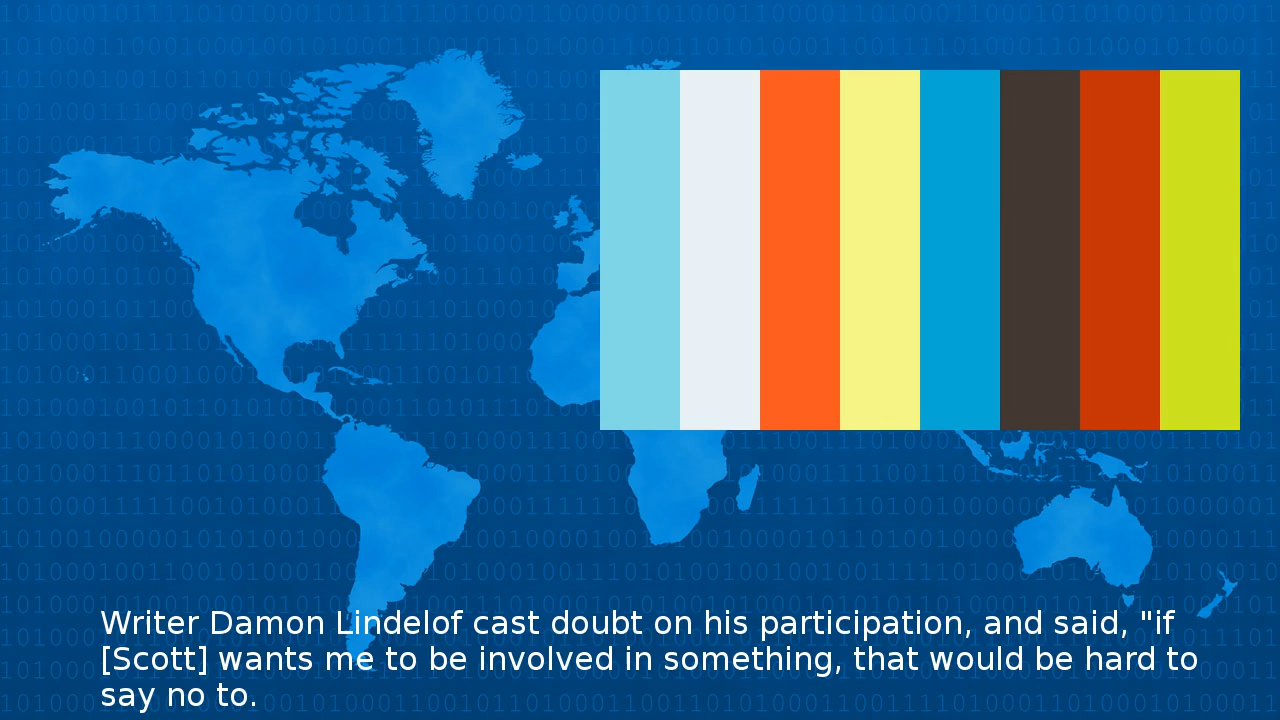 Writer Damon Lindelof cast doubt on his participation, and said, "if
[Scott] wants me to be involved in something, that would be hard to
say no to.